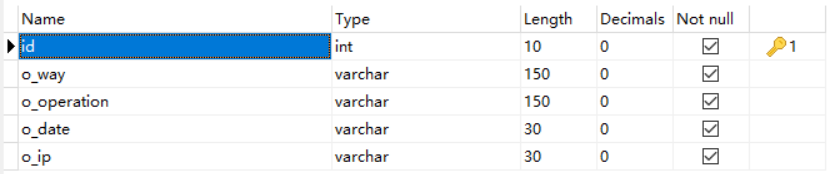 Name Type Length Decimals Not null
id int 10 0 1
o_way varchar 150 0
o_operation varchar 150 0
o_date varchar 30 0
o_ip varchar 30 0